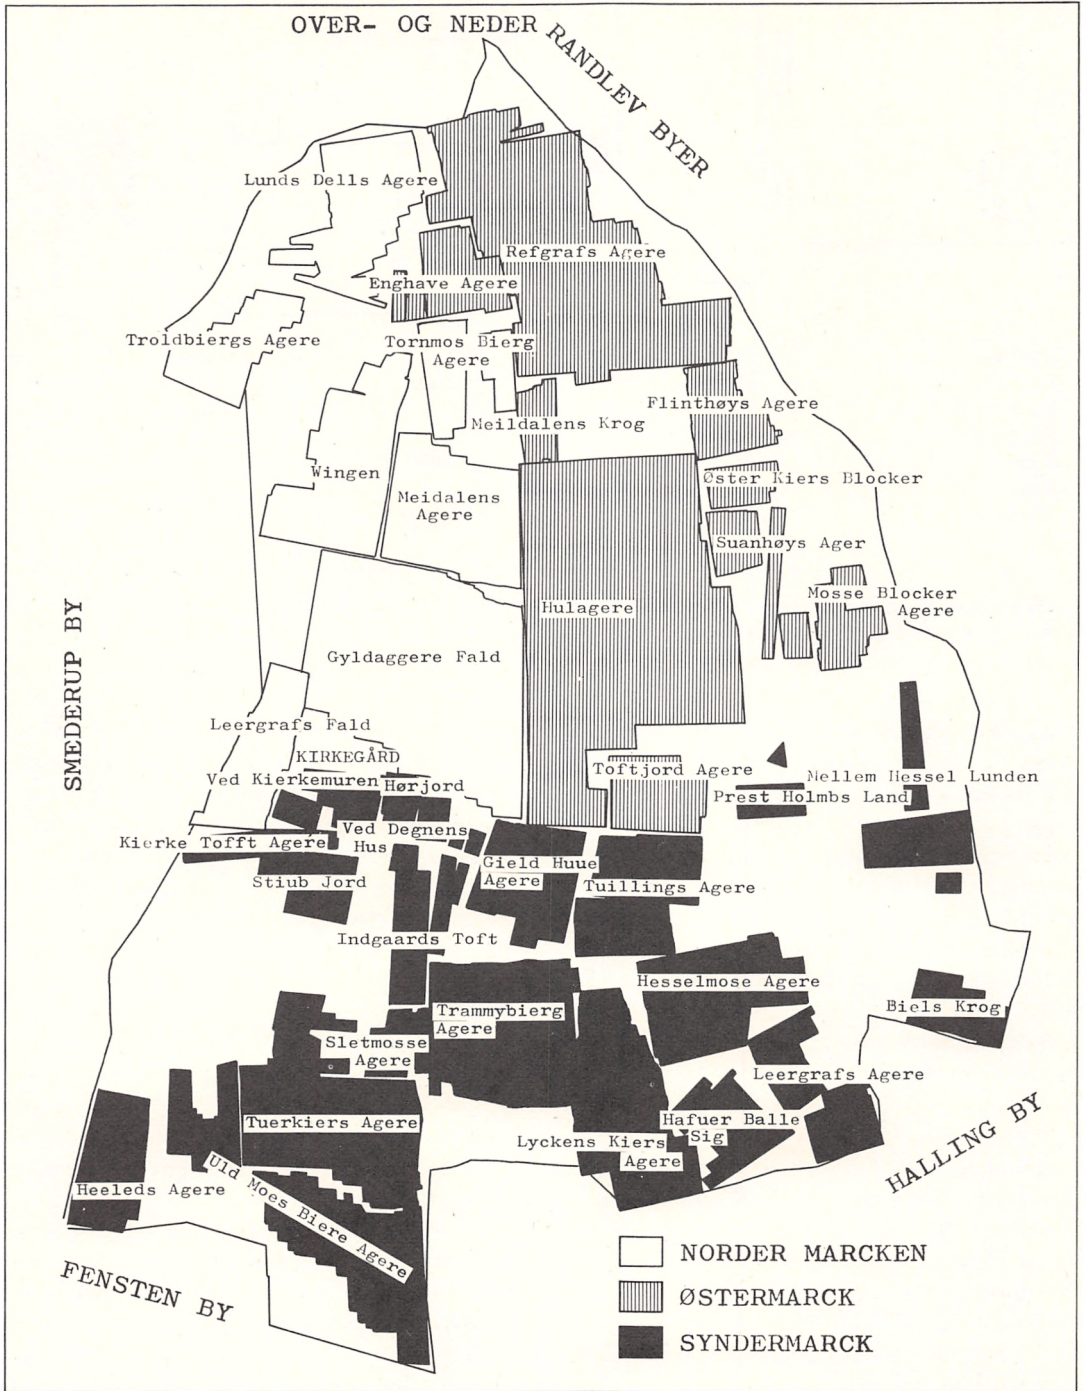 OVER- OG NEDER RANDLEV BYER
Lunds Dells Agere
Refgrafs Agere
Enghave Agere
Troldbiergs Agere
Tornmos Bierg
Agere
Flinthøys Agere
Meildalens Krog
Wingen
Øster Kiers Blocker
Meidalens
Agere
Suanhøys Ager
Mosse Blocker
Agere
Hulagere
SMEDERUP BY
Gyldaggere Fald
Leergrafs Fald
KIRKEGÅRD
Toftjord Agere
Ved Kierkemuren
Hørjord
Mellem Hessel Lunden
Prest Holmbs Land
Ved Degnens
Hus
Kierke Tofft Agere
Gield Huue
Agere
Stiub Jord
Tuillings Agere
Indgaards Toft
Hesselmose Agere
Biels Krog
Trammybierg
Agere
Sletmosse
Agere
Leergrafs Agere
Tuerkiers Agere
Hafuer Balle
Sig
Lyckens Kiers
Agere
HALLING BY
Heeleds Agere
Uld Moes Biere Agere
FENSTEN BY
NORDER MARCKEN
ØSTERMARCK
SYNDERMARCK